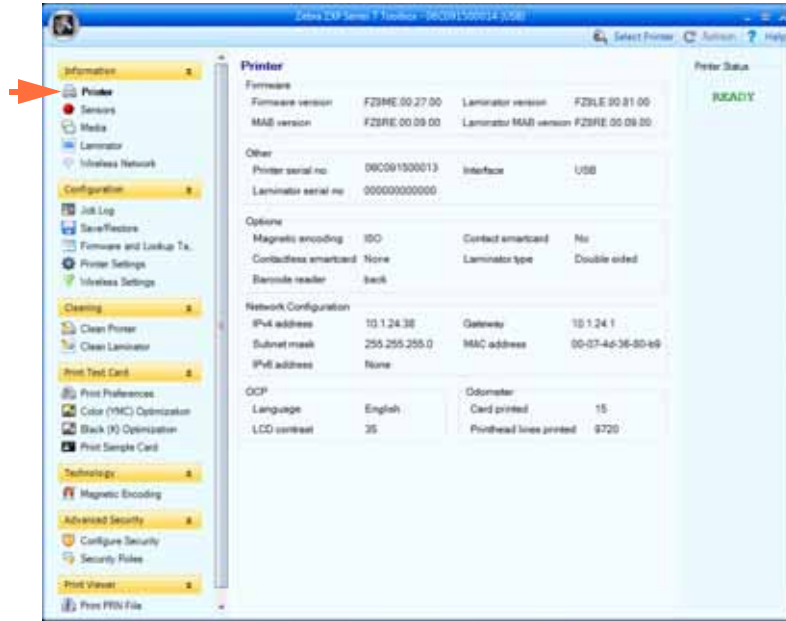 Zebra ZXP Series 7 Toolbox - 06C091500014 (USB)
Select Printer Refresh ? Help
Information
Printer
Sensors
Media
Laminator
Wireless Network
Configuration
Job Log
Save/Restore
Firmware and Lookup Ta..
Printer Settings
Wireless Settings
Cleaning
Clean Printer
Clean Laminator
Print Test Card
Print Preferences
Color (YMC) Optimization
Black (K) Optimization
Print Sample Card
Technology
Magnetic Encoding
Advanced Security
Configure Security
Security Roles
Print Viewer
Print PRN File
Printer
Firmware
Firmware version FZ9ME.00.27.00 Laminator version FZ9LE.00.81.00
MAB version FZ9RE.00.09.00 Laminator MAB version FZ9RE.00.09.00
Other
Printer serial no 06C091500013 Interface USB
Laminator serial no 000000000000
Options
Magnetic encoding ISO Contact smartcard No
Contactless smartcard None Laminator type Double sided
Barcode reader back
Network Configuration
IPv4 address 10.1.24.38 Gateway 10.1.24.1
Subnet mask 255.255.255.0 MAC address 00-07-4d-36-80-b9
IPv6 address None
OCP
Language English
LCD contrast 35
Odometer
Card printed 15
Printhead lines printed 9720
Printer Status
READY